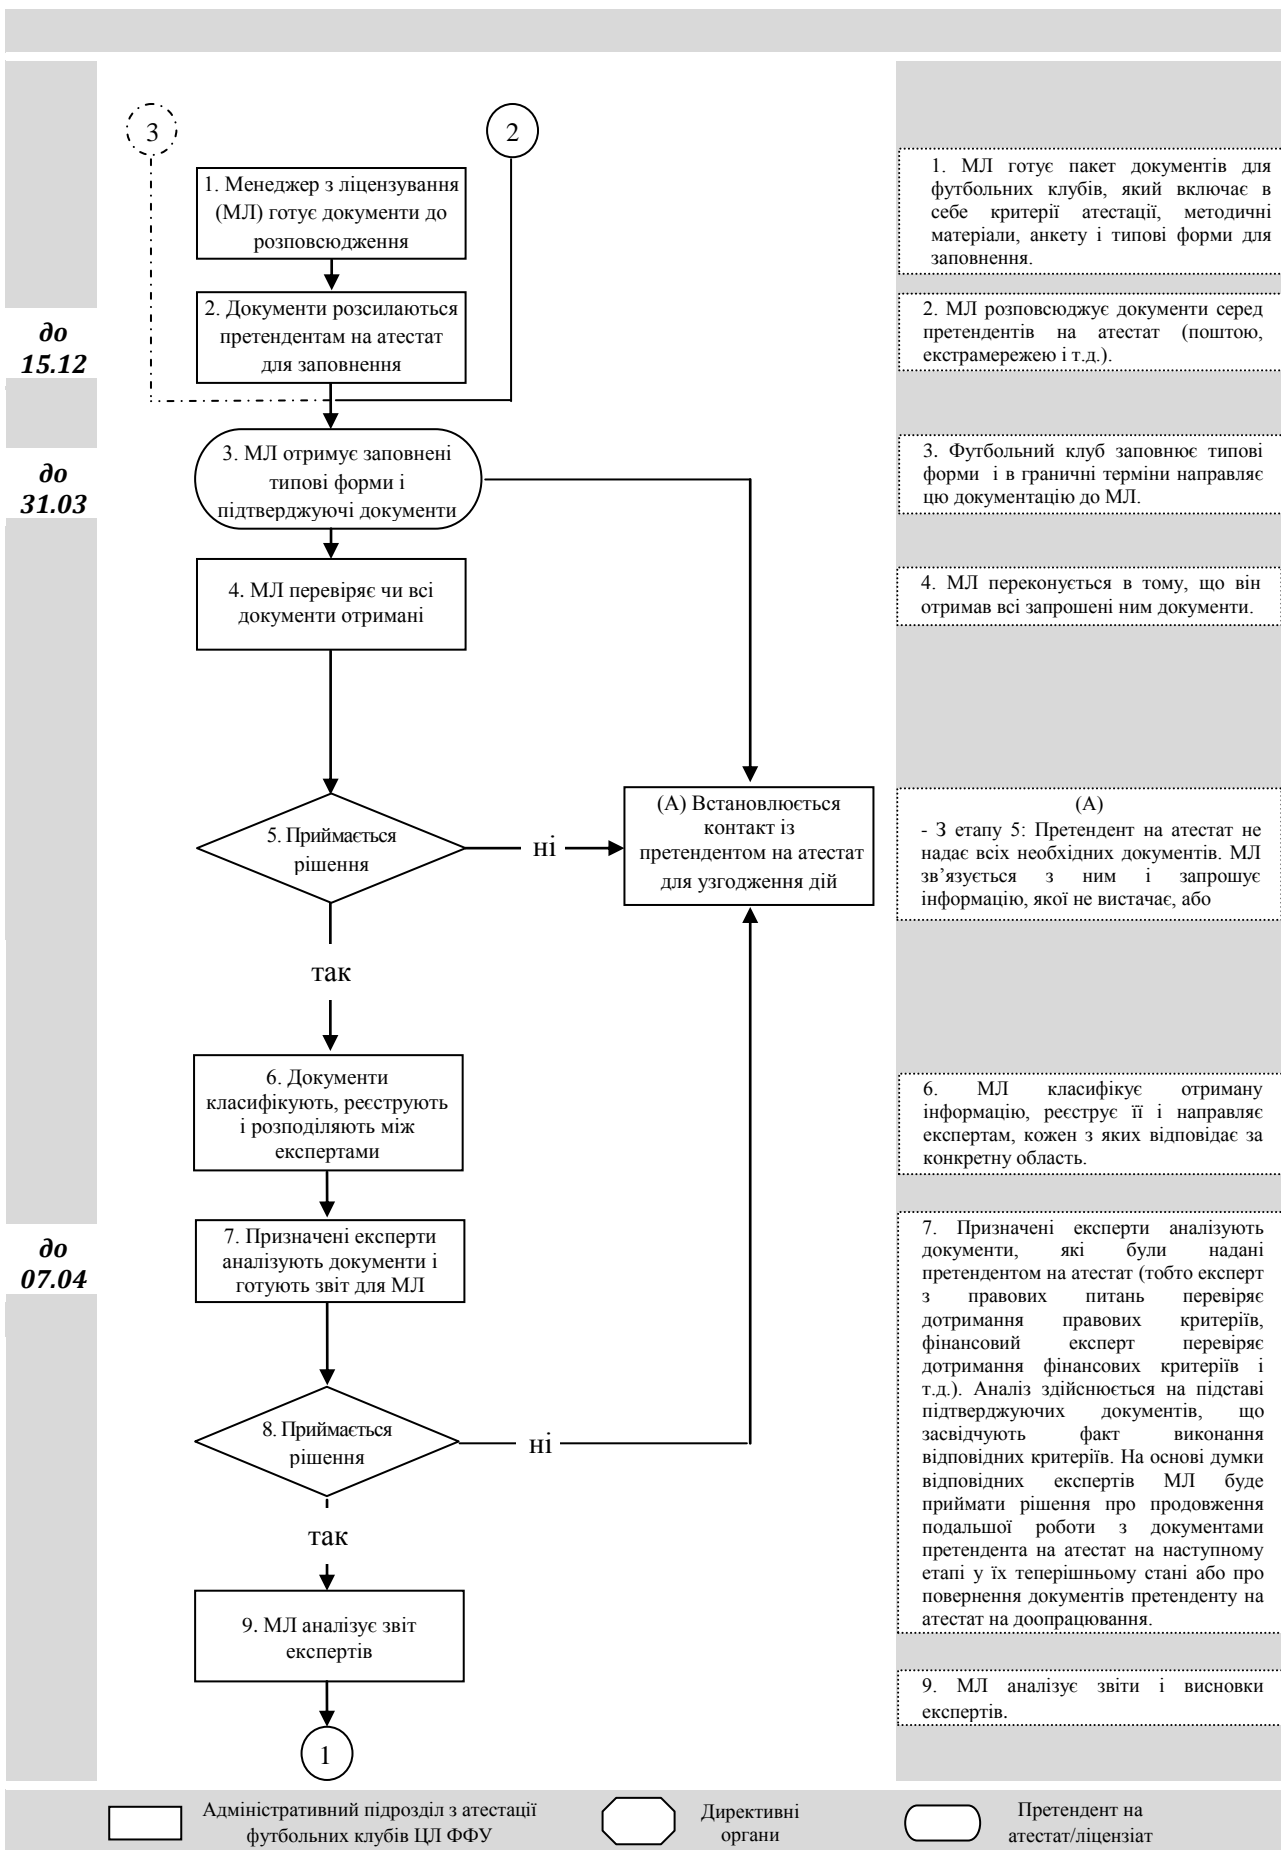 3
2
1. Менеджер з ліцензування
(МЛ) готує документи до
розповсюдження
1. МЛ готує пакет документів для
футбольних клубів, який включає в
себе критерії атестації, методичні
матеріали, анкету і типові форми для
заповнення.
до
15.12
2. Документи розсилаються
претендентам на атестат
для заповнення
2. МЛ розповсюджує документи серед
претендентів на атестат (поштою,
екстрамережею і т.д.).
до
31.03
3. МЛ отримує заповнені
типові форми і
підтверджуючі документи
3. Футбольний клуб заповнює типові
форми і в граничні терміни направляє
цю документацію до МЛ.
4. МЛ перевіряє чи всі
документи отримані
4. МЛ переконується в тому, що він
отримав всі запрошені ним документи.
5. Приймається
рішення
ні
(А) Встановлюється
контакт із
претендентом на атестат
для узгодження дій
(А)
- З етапу 5: Претендент на атестат не
надає всіх необхідних документів. МЛ
зв’язується з ним і запрошує
інформацію, якої не вистачає, або
так
6. Документи
класифікують, реєструють
і розподіляють між
експертами
6. МЛ класифікує отриману
інформацію, реєструє її і направляє
експертам, кожен з яких відповідає за
конкретну область.
до
07.04
7. Призначені експерти
аналізують документи і
готують звіт для МЛ
7. Призначені експерти аналізують
документи, які були надані
претендентом на атестат (тобто експерт
з правових питань перевіряє
дотримання правових критеріїв,
фінансовий експерт перевіряє
дотримання фінансових критеріїв і
т.д.). Аналіз здійснюється на підставі
підтверджуючих документів, що
засвідчують факт виконання
відповідних критеріїв. На основі думки
відповідних експертів МЛ буде
приймати рішення про продовження
подальшої роботи з документами
претендента на атестат на наступному
етапі у їх теперішньому стані або про
повернення документів претенденту на
атестат на доопрацювання.
8. Приймається
рішення
ні
так
9. МЛ аналізує звіт
експертів
9. МЛ аналізує звіти і висновки
експертів.
1
Адміністративний підрозділ з атестації
футбольних клубів ЦЛ ФФУ
Директивні
органи
Претендент на
атестат/ліцензіат